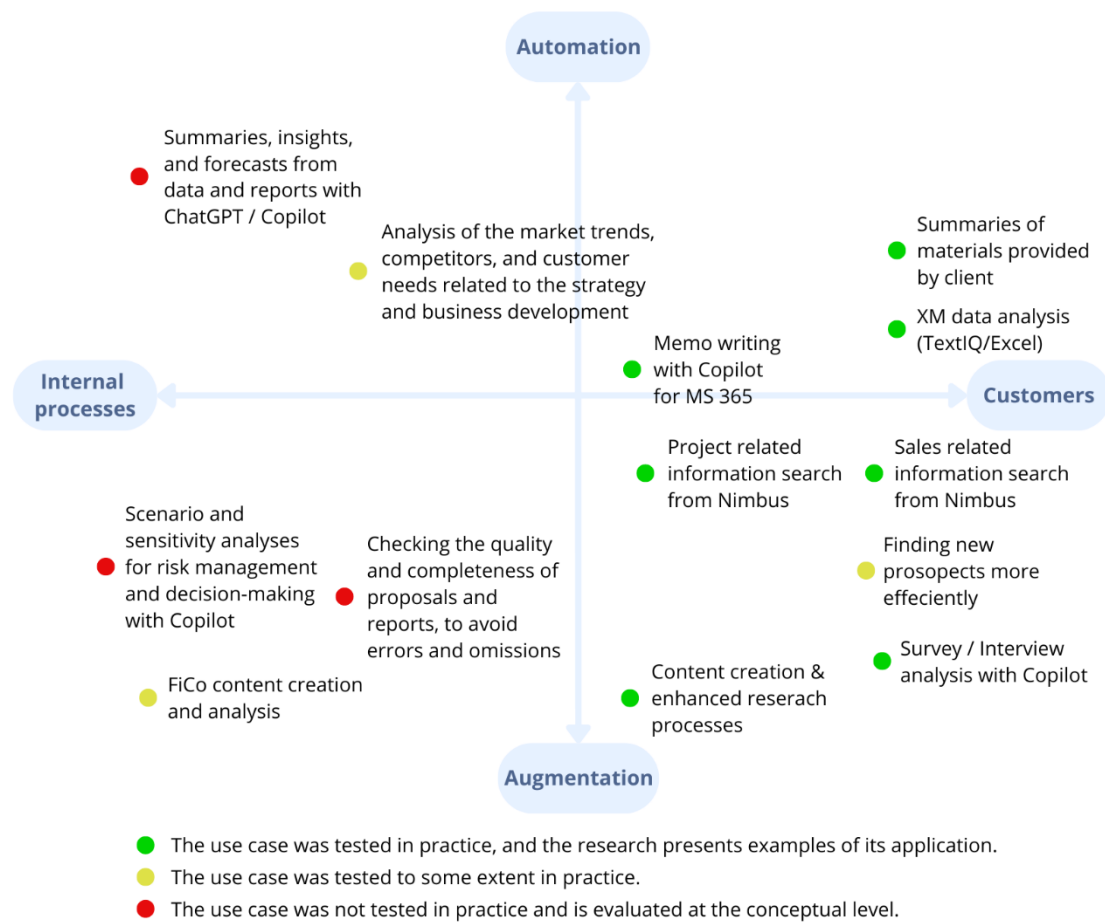 Automation
Summaries, insights,
and forecasts from
data and reports with
ChatGPT / Copilot
Analysis of the market trends,
competitors, and customer
needs related to the strategy
and business development
Summaries of
materials provided
by client
XM data analysis
(TextIQ/Excel)
Memo writing
with Copilot
for MS 365
Internal
processes
Customers
Project related
information search
from Nimbus
Sales related
information search
from Nimbus
Scenario and
sensitivity analyses
for risk management
and decision-making
with Copilot
Checking the quality
and completeness of
proposals and
reports, to avoid
errors and omissions
Finding new
prosopects more
effeciently
Survey / Interview
analysis with Copilot
FiCo content creation
and analysis
Content creation &
enhanced reserach
processes
Augmentation
The use case was tested in practice, and the research presents examples of its application.
The use case was tested to some extent in practice.
The use case was not tested in practice and is evaluated at the conceptual level.